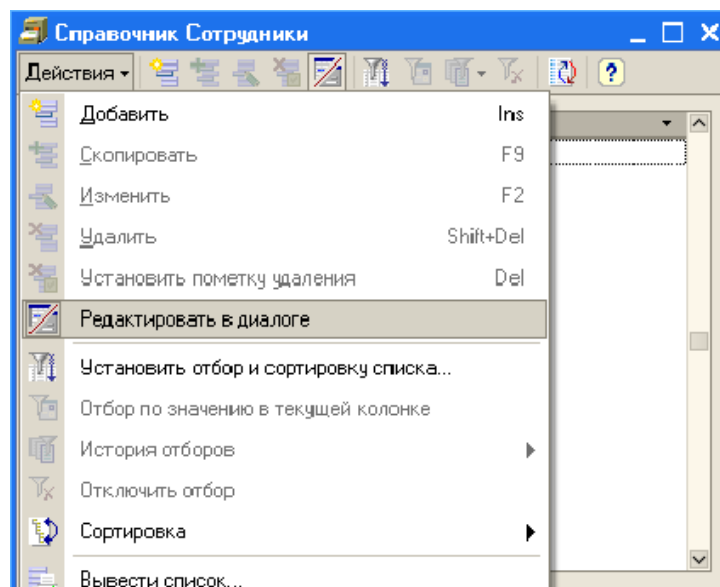 Справочник Сотрудники
Действия
Добавить Ins
Скопировать F9
Изменить F2
Удалить Shift+Del
Установить пометку удаления Del
Редактировать в диалоге
Установить отбор и сортировку списка...
Отбор по значению в текущей колонке
История отборов
Отключить отбор
Сортировка
Вывести список...